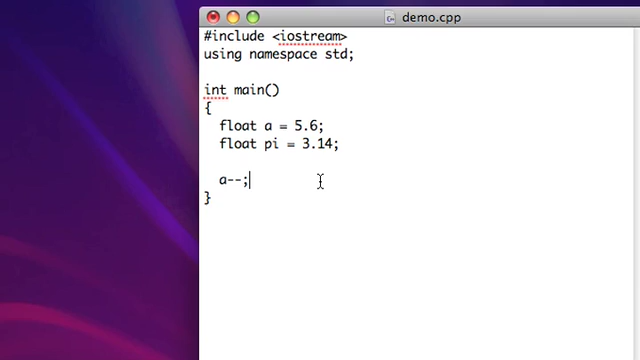 demo.cpp
#include <iostream>
using namespace std;
int main()
{
float a = 5.6;
float pi = 3.14;
a--;
}